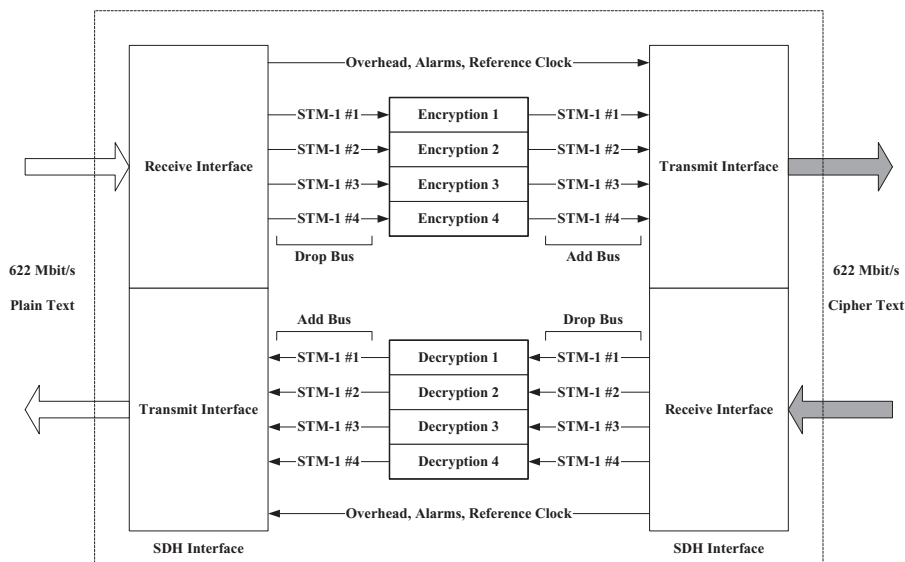 Overhead, Alarms, Reference Clock
STM-1 #1
Encryption 1
STM-1 #1
STM-1 #2
Encryption 2
STM-1 #2
Receive Interface
Transmit Interface
STM-1 #3
Encryption 3
STM-1 #3
STM-1 #4
Encryption 4
STM-1 #4
Drop Bus
Add Bus
622 Mbit/s
Plain Text
622 Mbit/s
Cipher Text
Add Bus
Drop Bus
STM-1 #1
Decryption 1
STM-1 #1
STM-1 #2
Decryption 2
STM-1 #2
Transmit Interface
Receive Interface
STM-1 #3
Decryption 3
STM-1 #3
STM-1 #4
Decryption 4
STM-1 #4
Overhead, Alarms, Reference Clock
SDH Interface
SDH Interface